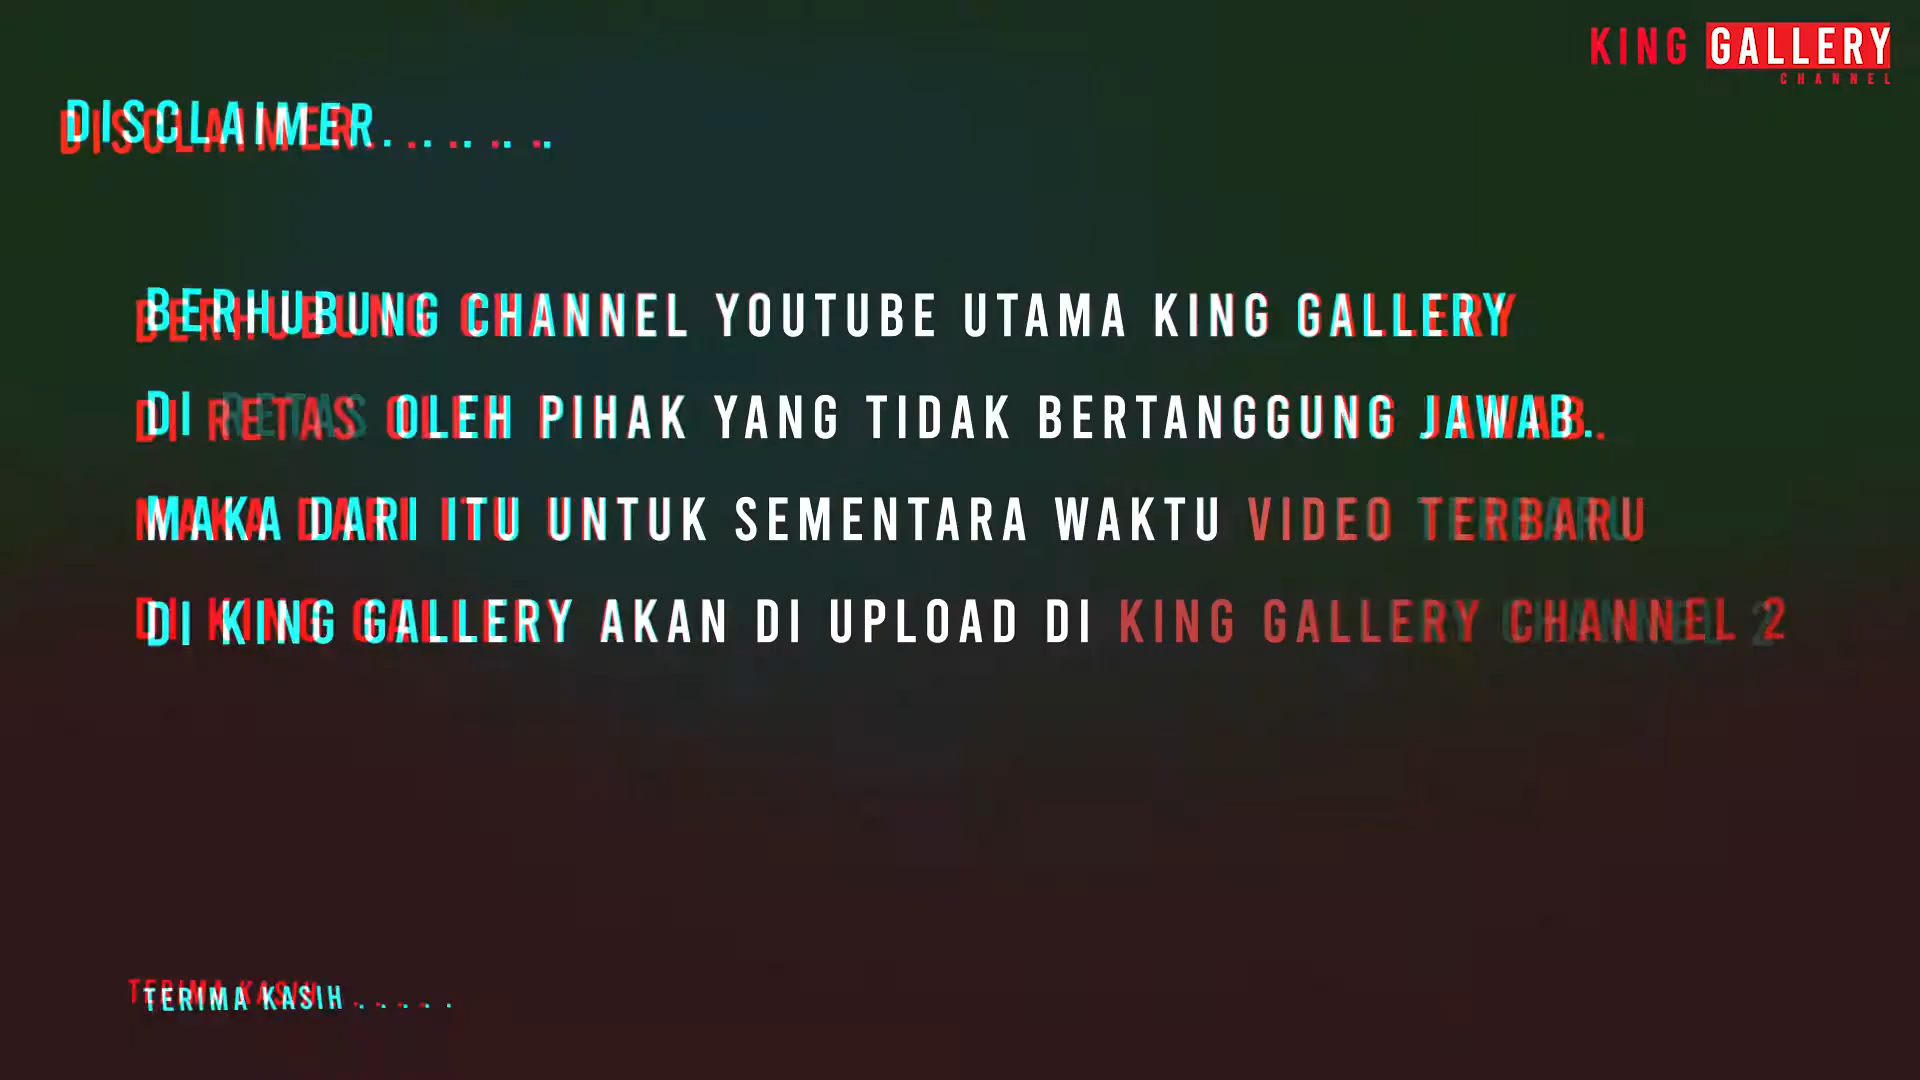 KING GALLERY
CHANNEL
DISCLAIMER. . . . . . . . .
BERHUBUNG CHANNEL YOUTUBE UTAMA KING GALLERY
DI RETAS OLEH PIHAK YANG TIDAK BERTANGGUNG JAWAB.
MAKA DARI ITU UNTUK SEMENTARA WAKTU VIDEO TERBARU
DI KING GALLERY AKAN DI UPLOAD DI KING GALLERY CHANNEL 2
TERIMA KASIH . . . . .